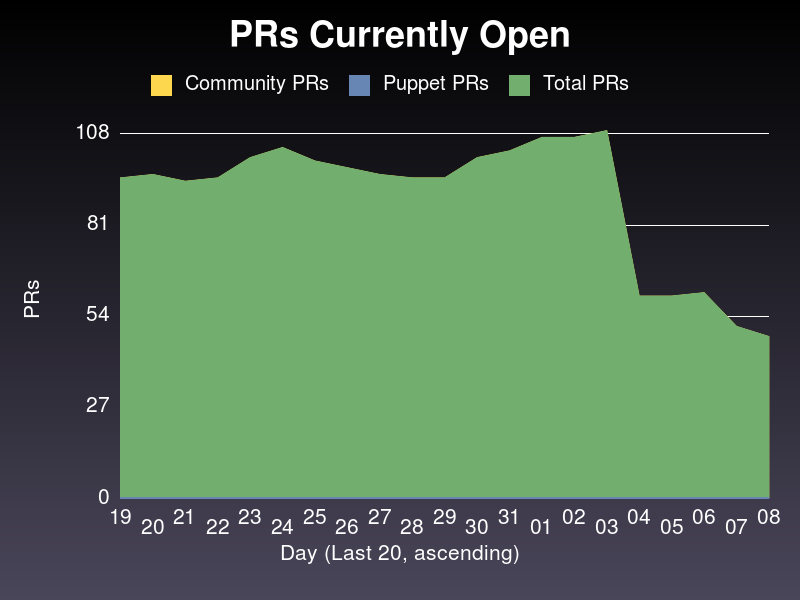 PRs Currently Open
Community PRs Puppet PRs Total PRs
108
81
54
27
0
PRs
19 20 21 22 23 24 25 26 27 28 29 30 31 01 02 03 04 05 06 07 08
Day (Last 20, ascending)